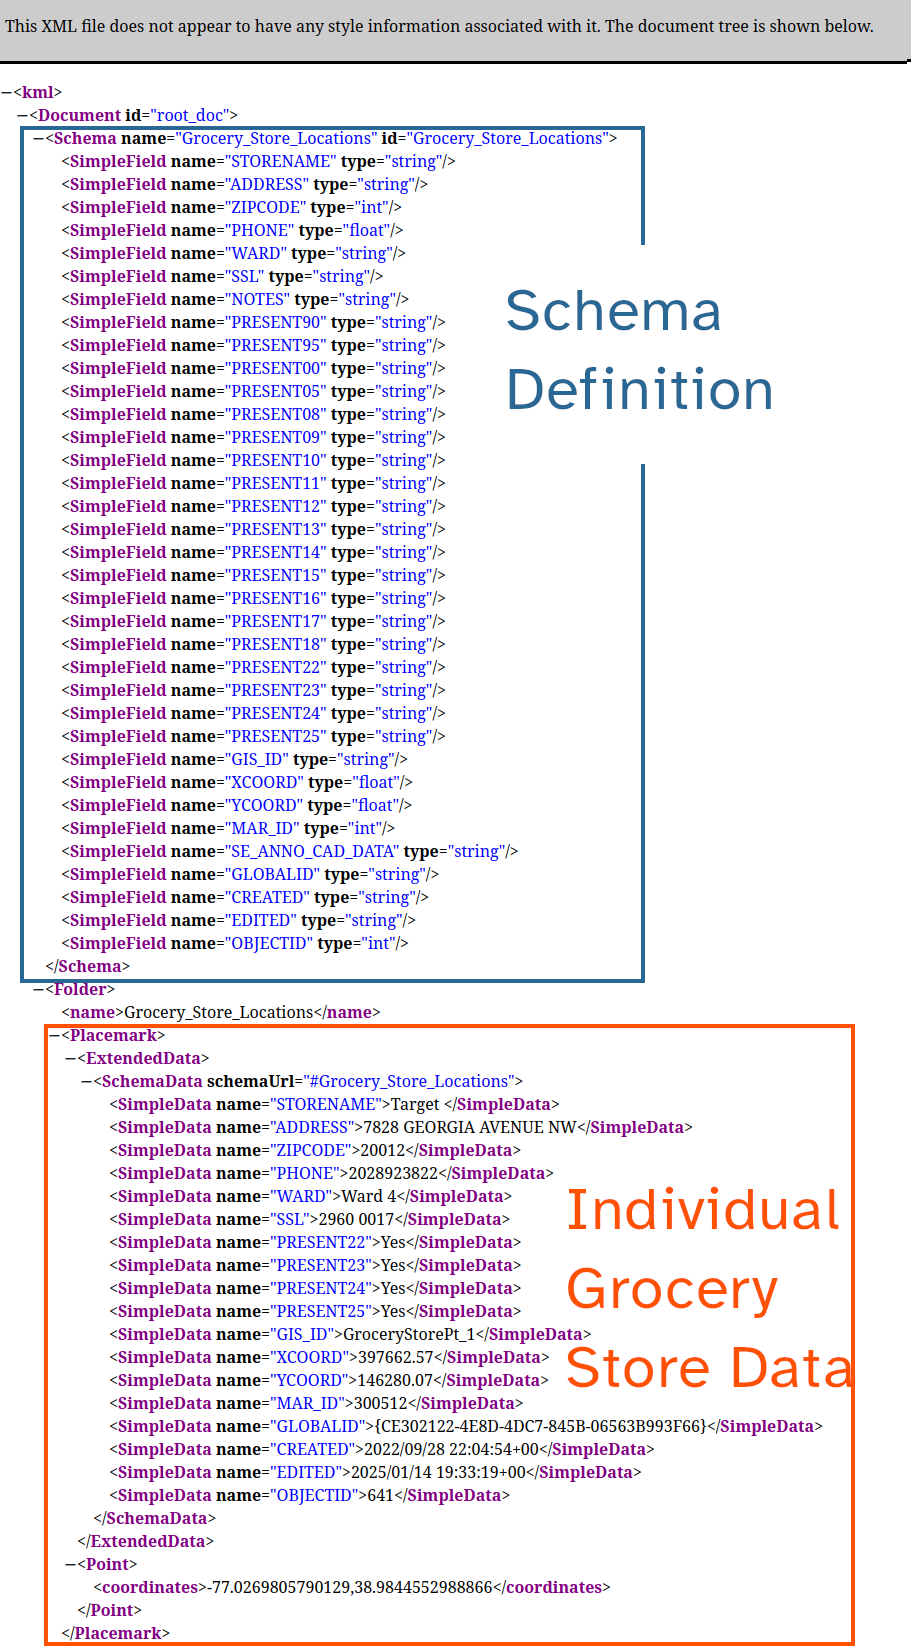 This XML file does not appear to have any style information associated with it. The document tree is shown below.
−<kml>
−<Document id="root_doc">
−<Schema name="Grocery_Store_Locations" id="Grocery_Store_Locations">
<SimpleField name="STORENAME" type="string"/>
<SimpleField name="ADDRESS" type="string"/>
<SimpleField name="ZIPCODE" type="int"/>
<SimpleField name="PHONE" type="float"/>
<SimpleField name="WARD" type="string"/>
<SimpleField name="SSL" type="string"/>
<SimpleField name="NOTES" type="string"/>
<SimpleField name="PRESENT90" type="string"/>
<SimpleField name="PRESENT95" type="string"/>
<SimpleField name="PRESENT00" type="string"/>
<SimpleField name="PRESENT05" type="string"/>
<SimpleField name="PRESENT08" type="string"/>
<SimpleField name="PRESENT09" type="string"/>
<SimpleField name="PRESENT10" type="string"/>
<SimpleField name="PRESENT11" type="string"/>
<SimpleField name="PRESENT12" type="string"/>
<SimpleField name="PRESENT13" type="string"/>
<SimpleField name="PRESENT14" type="string"/>
<SimpleField name="PRESENT15" type="string"/>
<SimpleField name="PRESENT16" type="string"/>
<SimpleField name="PRESENT17" type="string"/>
<SimpleField name="PRESENT18" type="string"/>
<SimpleField name="PRESENT22" type="string"/>
<SimpleField name="PRESENT23" type="string"/>
<SimpleField name="PRESENT24" type="string"/>
<SimpleField name="PRESENT25" type="string"/>
<SimpleField name="GIS_ID" type="string"/>
<SimpleField name="XCOORD" type="float"/>
<SimpleField name="YCOORD" type="float"/>
<SimpleField name="MAR_ID" type="int"/>
<SimpleField name="SE_ANNO_CAD_DATA" type="string"/>
<SimpleField name="GLOBALID" type="string"/>
<SimpleField name="CREATED" type="string"/>
<SimpleField name="EDITED" type="string"/>
<SimpleField name="OBJECTID" type="int"/>
</Schema>
Schema
Definition
−<Folder>
<name>Grocery_Store_Locations</name>
−<Placemark>
−<ExtendedData>
−<SchemaData schemaUrl="#Grocery_Store_Locations">
<SimpleData name="STORENAME">Target </SimpleData>
<SimpleData name="ADDRESS">7828 GEORGIA AVENUE NW</SimpleData>
<SimpleData name="ZIPCODE">20012</SimpleData>
<SimpleData name="PHONE">2028923822</SimpleData>
<SimpleData name="WARD">Ward 4</SimpleData>
<SimpleData name="SSL">2960 0017</SimpleData>
<SimpleData name="PRESENT22">Yes</SimpleData>
<SimpleData name="PRESENT23">Yes</SimpleData>
<SimpleData name="PRESENT24">Yes</SimpleData>
<SimpleData name="PRESENT25">Yes</SimpleData>
<SimpleData name="GIS_ID">GroceryStorePt_1</SimpleData>
<SimpleData name="XCOORD">397662.57</SimpleData>
<SimpleData name="YCOORD">146280.07</SimpleData>
<SimpleData name="MAR_ID">300512</SimpleData>
<SimpleData name="GLOBALID">{CE302122-4E8D-4DC7-845B-06563B993F66}</SimpleData>
<SimpleData name="CREATED">2022/09/28 22:04:54+00</SimpleData>
<SimpleData name="EDITED">2025/01/14 19:33:19+00</SimpleData>
<SimpleData name="OBJECTID">641</SimpleData>
</SchemaData>
</ExtendedData>
−<Point>
<coordinates>-77.0269805790129,38.9844552988866</coordinates>
</Point>
</Placemark>
Individual
Grocery
Store Data